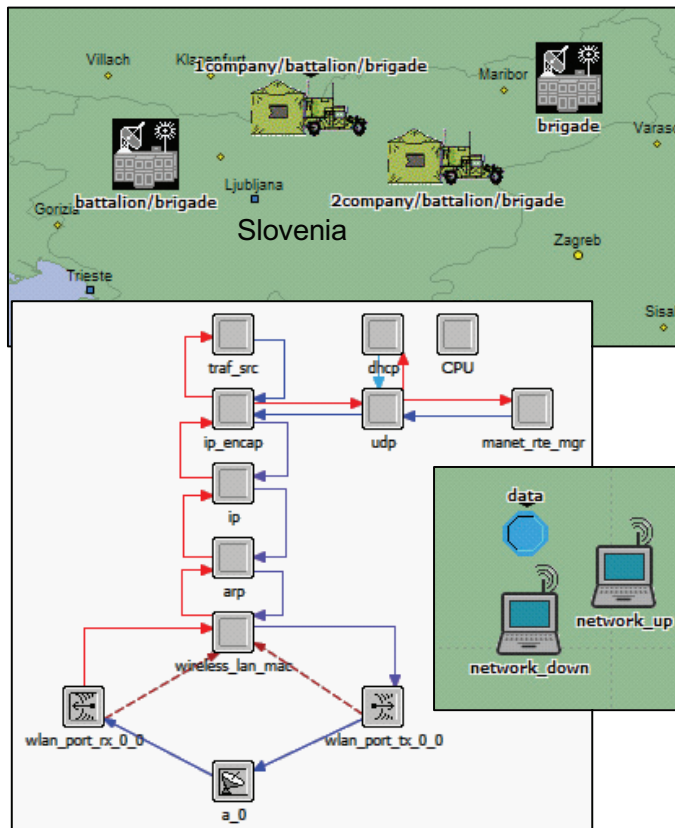 Villach
Klagenfurt
1company/battalion/brigade
Maribor
brigade
Varasd
battalion/brigade
Ljubljana
2company/battalion/brigade
Gorizia
Slovenia
Zagreb
Trieste
Sisal
traf_src
dhcp
CPU
ip_encap
udp
manet_rte_mgr
ip
data
arp
network_up
network_down
wireless_lan_mac
wlan_port_rx_0_0
wlan_port_tx_0_0
a_0